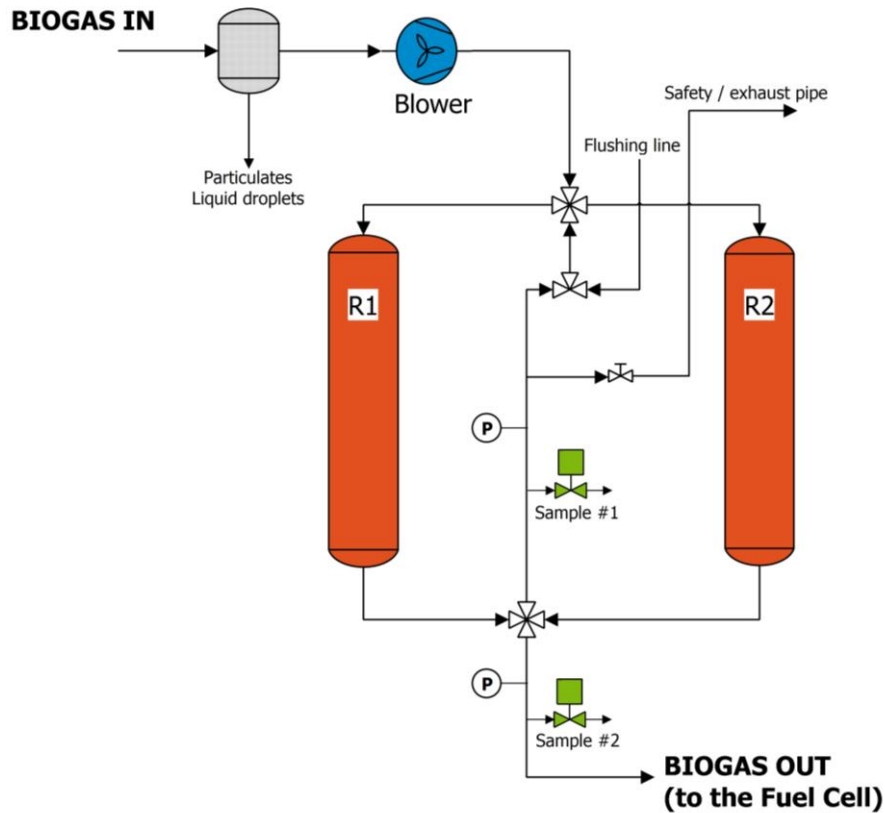 BIOGAS IN
Blower
Safety / exhaust pipe
Flushing line
Particulates
Liquid droplets
R1
R2
P
Sample #1
P
Sample #2
BIOGAS OUT
(to the Fuel Cell)